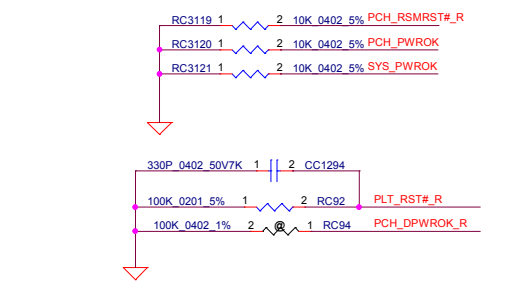 RC3119 1 2 10K_0402_5% PCH_RSMRST#_R
RC3120 1 2 10K_0402_5% PCH_PWROK
RC3121 1 2 10K_0402_5% SYS_PWROK
330P_0402_50V7K 1 2 CC1294
100K_0201_5% 1 2 RC92 PLT_RST#_R
100K_0402_1% 2 @ 1 RC94 PCH_DPWROK_R